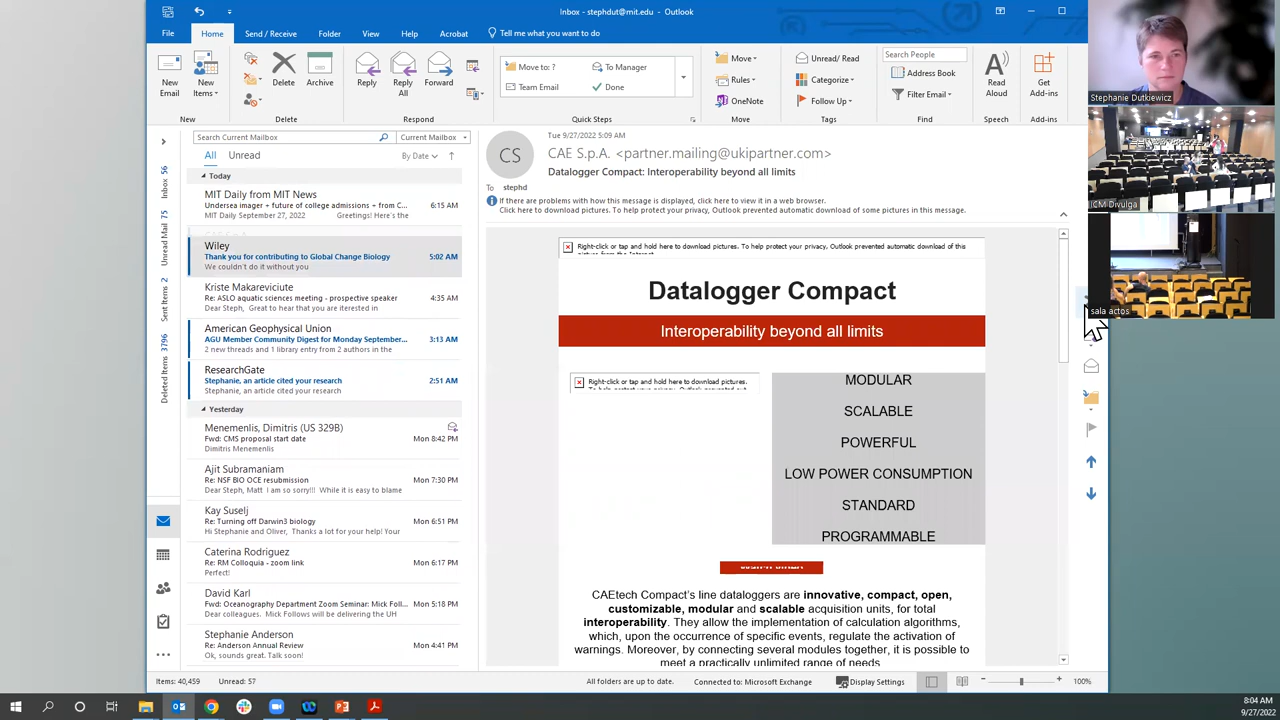 Inbox - stephdut@mit.edu - Outlook
File Home Send / Receive Folder View Help Acrobat Tell me what you want to do
New Email
New Items
Delete
Archive
Reply
Reply All
Forward
Move to: ?
To Manager
Team Email
Done
Move
Rules
OneNote
Unread/ Read
Categorize
Follow Up
Search People
Address Book
Filter Email
Read Aloud
Get Add-ins
New Delete Respond Quick Steps Move Tags Find Speech Add-ins
Stephanie Dutkiewicz
ICM Divulga
sala actos
Inbox 56
Unread Mail 75
Sent Items 2
Deleted Items 3796
Search Current Mailbox Current Mailbox
All Unread By Date
Today
MIT Daily from MIT News
Undersea image + future of college admissions + from C... 6:15 AM
MIT Daily September 27, 2022 Greetings! Here's the
Wiley
Thank you for contributing to Global Change Biology 5:02 AM
We couldn't do it without you
Kriste Makareviciute
Re: ASLO aquatic sciences meeting - prospective speaker 4:35 AM
Dear Steph, Great to hear that you are iterested in
American Geophysical Union
AGU Member Community Digest for Monday September... 3:13 AM
2 new threads and 1 library entry from 2 authors in the
ResearchGate
Stephanie, an article cited your research 2:51 AM
Stephanie, an article cited your research
Yesterday
Menemenlis, Dimitris (US 329B)
Fwd: CMS proposal start date Mon 8:42 PM
Dimitris Menemenlis
Ajit Subramaniam
Re: NSF BIO OCE resubmission Mon 7:30 PM
Dear Steph, Matt I am so sorry!!! While it is easy to blame
Kay Suselj
Re: Turning off Darwin3 biology Mon 6:51 PM
Hi Stephanie and Oliver, Thanks a lot for your help! Your
Caterina Rodriguez
Re: RM Colloquia - zoom link Mon 6:17 PM
Perfect!
David Karl
Fwd: Oceanography Department Zoom Seminar: Mick Foll... Mon 5:18 PM
Dear colleagues. Mick Follows will be delivering the UH
Stephanie Anderson
Re: Anderson Annual Review Mon 4:41 PM
Ok, sounds great. Talk soon!
Tue 9/27/2022 5:09 AM
CS
CAE S.p.A. <partner.mailing@ukipartner.com>
Datalogger Compact: Interoperability beyond all limits
To stephd
If there are problems with how this message is displayed, click here to view it in a web browser.
Click here to download pictures. To help protect your privacy, Outlook prevented automatic download of some pictures in this message.
Right-click or tap and hold here to download pictures. To help protect your privacy, Outlook prevented automatic download of this
picture from the Internet.
Datalogger Compact
Interoperability beyond all limits
Right-click or tap and hold here to download pictures.
MODULAR
SCALABLE
POWERFUL
LOW POWER CONSUMPTION
STANDARD
PROGRAMMABLE
CAEtech Compact's line dataloggers are innovative, compact, open,
customizable, modular and scalable acquisition units, for total
interoperability. They allow the implementation of calculation algorithms,
which, upon the occurrence of specific events, regulate the activation of
warnings. Moreover, by connecting several modules together, it is possible to
meet a practically unlimited range of needs
Items: 40,459 Unread: 57 All folders are up to date. Connected to: Microsoft Exchange Display Settings 100%
8:04 AM
9/27/2022